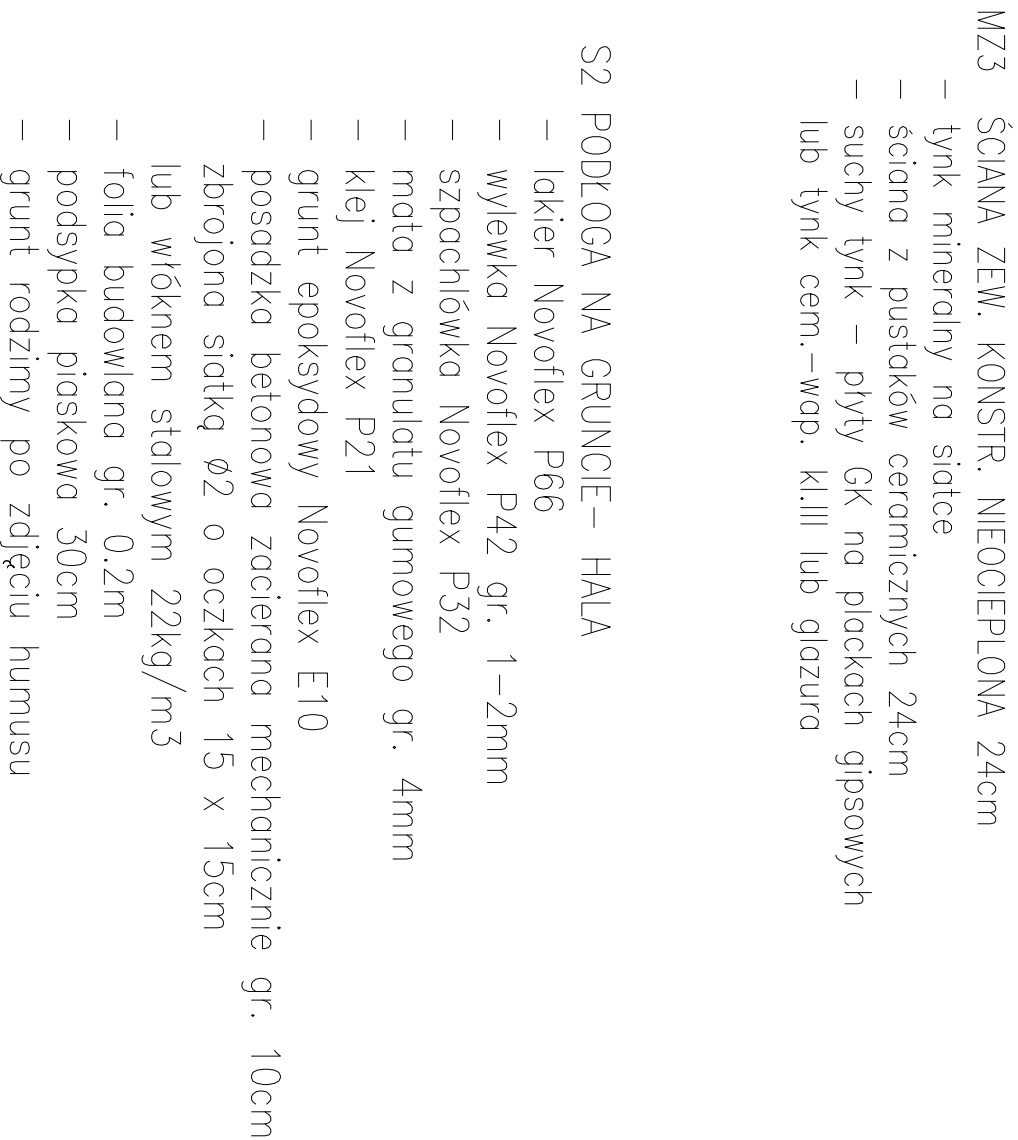 MZ3 ŚCIANA ZEW. KONSTR. NIEOCIEPLONA 24cm
- tynk mineralny na siatce
- ściana z pustaków ceramicznych 24cm
- suchy tynk - płyty GK na plackach gipsowych
lub tynk cem.-wap. kl.III lub glazura
S2 PODŁOGA NA GRUNCIE- HALA
- lakier Novoflex P66
- wylewka Novoflex P42 gr. 1-2mm
- szpachlówka Novoflex P32
- mata z granulatu gumowego gr. 4mm
- klej Novoflex P21
- grunt epoksydowy Novoflex E10
- posadzka betonowa zacierana mechanicznie gr. 10cm
zbrojona siatką ø2 o oczkach 15 x 15cm
lub włóknem stalowym 22kg/m3
- folia budowlana gr. 0.2m
- podsypka piaskowa 30cm
- grunt rodzimy po zdjęciu humusu